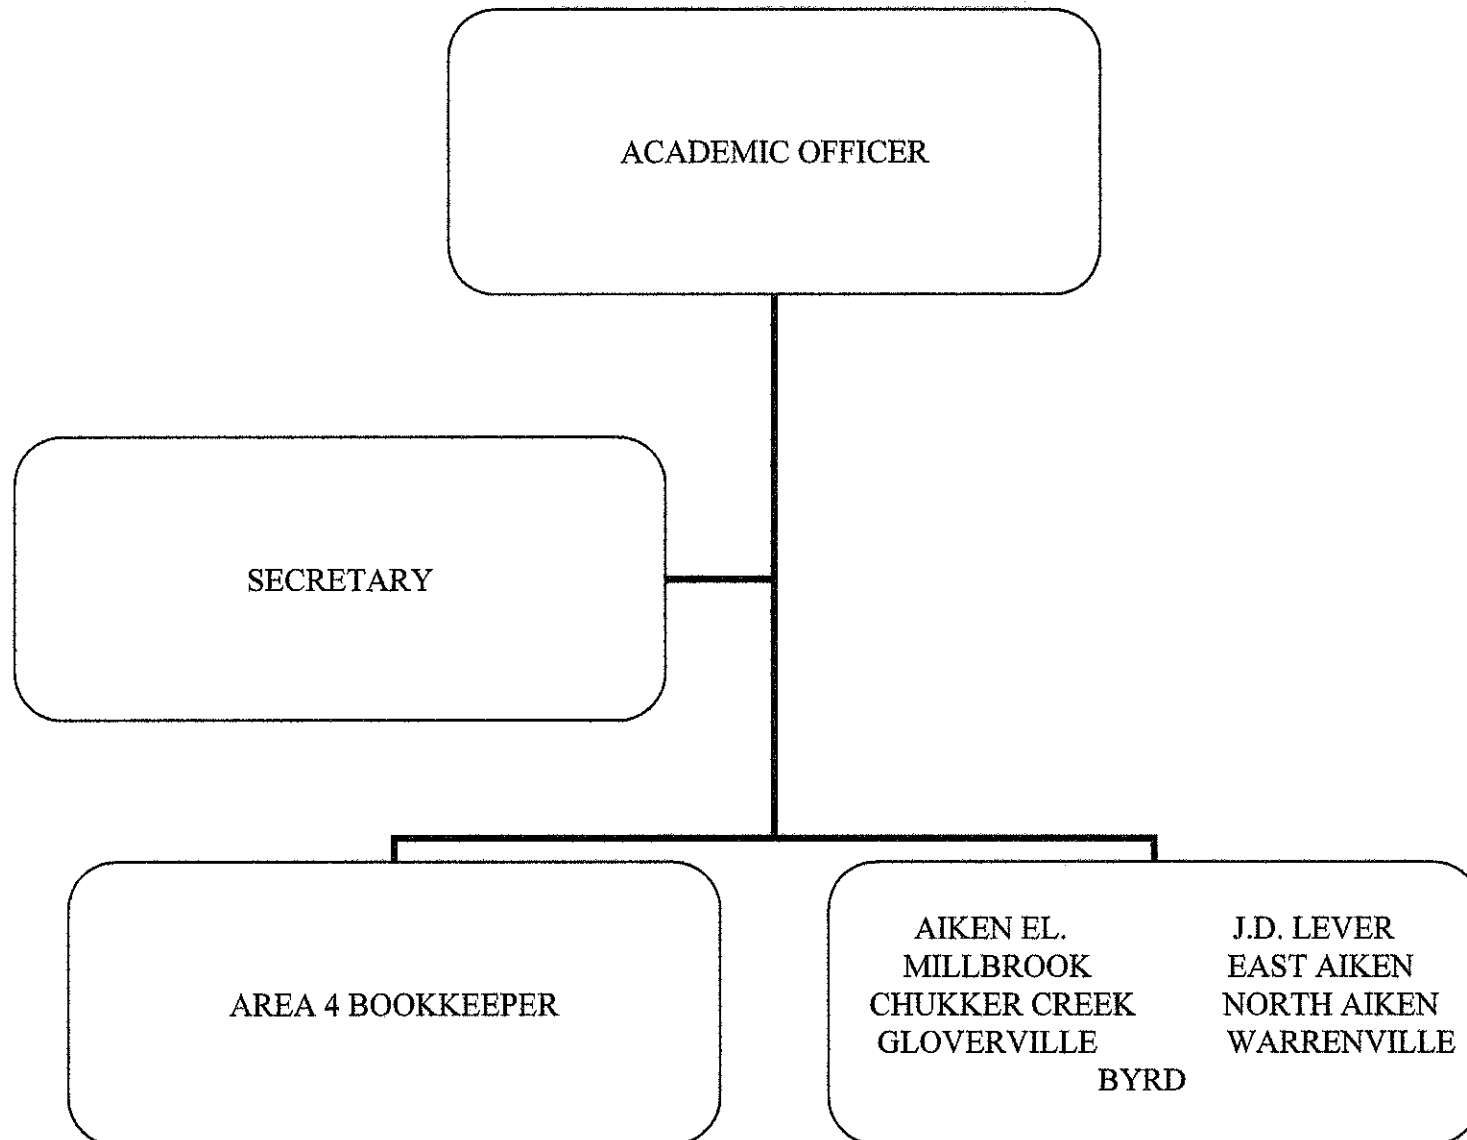 ACADEMIC OFFICER
SECRETARY
AREA 4 BOOKKEEPER
AIKEN EL. J.D. LEVER
MILLBROOK EAST AIKEN
CHUKKER CREEK NORTH AIKEN
GLOVERVILLE WARRENVILLE
BYRD